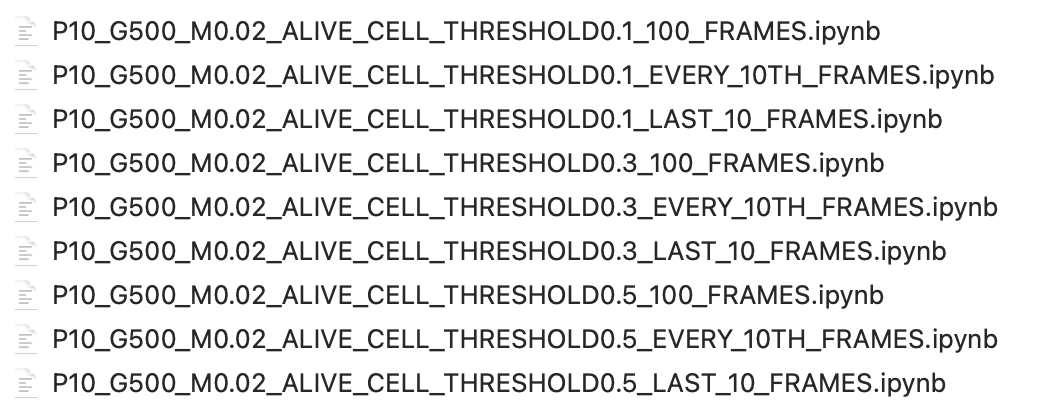 P10_G500_M0.02_ALIVE_CELL_THRESHOLD0.1_100_FRAMES.ipynb
P10_G500_M0.02_ALIVE_CELL_THRESHOLD0.1_EVERY_10TH_FRAMES.ipynb
P10_G500_M0.02_ALIVE_CELL_THRESHOLD0.1_LAST_10_FRAMES.ipynb
P10_G500_M0.02_ALIVE_CELL_THRESHOLD0.3_100_FRAMES.ipynb
P10_G500_M0.02_ALIVE_CELL_THRESHOLD0.3_EVERY_10TH_FRAMES.ipynb
P10_G500_M0.02_ALIVE_CELL_THRESHOLD0.3_LAST_10_FRAMES.ipynb
P10_G500_M0.02_ALIVE_CELL_THRESHOLD0.5_100_FRAMES.ipynb
P10_G500_M0.02_ALIVE_CELL_THRESHOLD0.5_EVERY_10TH_FRAMES.ipynb
P10_G500_M0.02_ALIVE_CELL_THRESHOLD0.5_LAST_10_FRAMES.ipynb